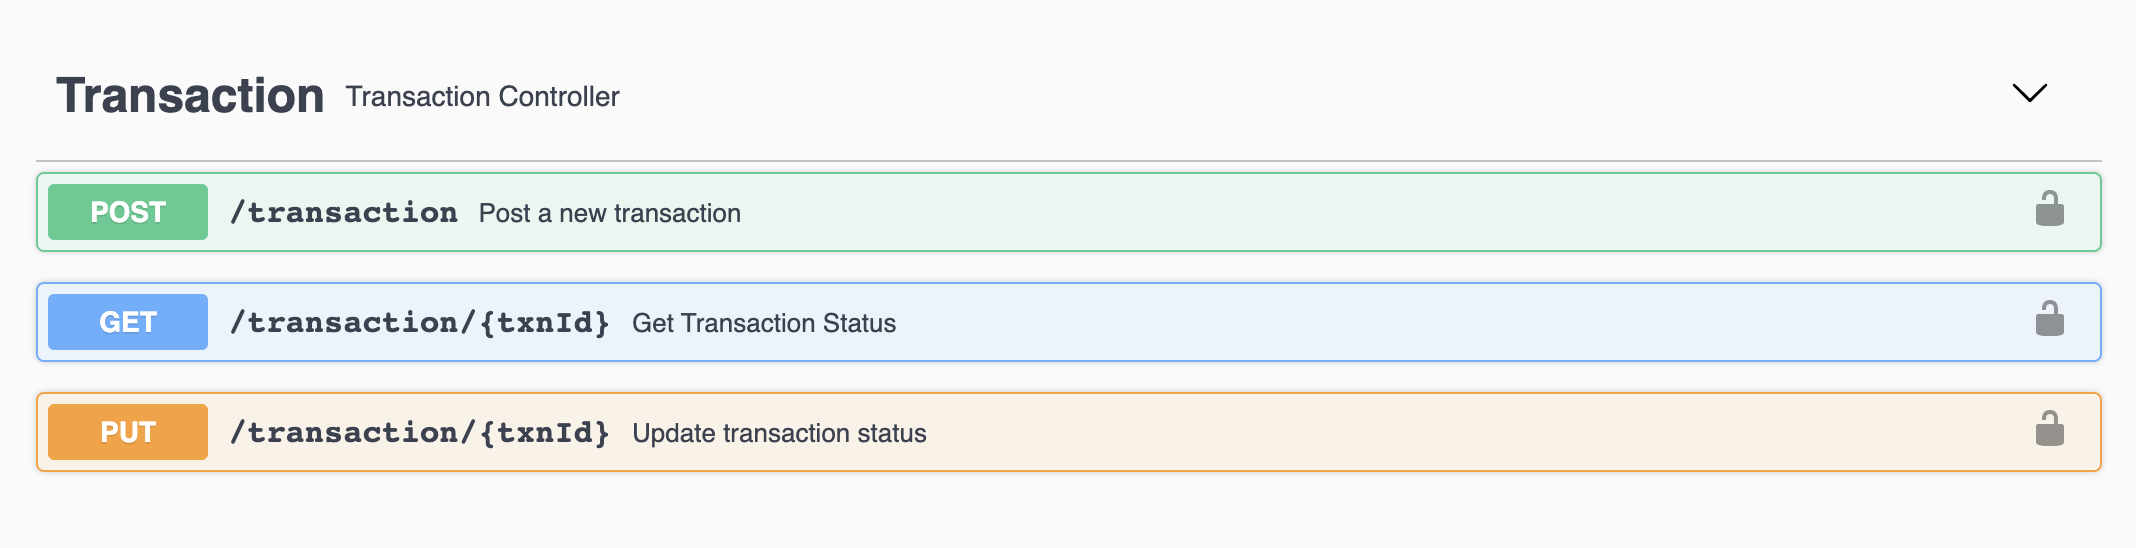 Transaction Transaction Controller
POST /transaction Post a new transaction
GET /transaction/{txnId} Get Transaction Status
PUT /transaction/{txnId} Update transaction status